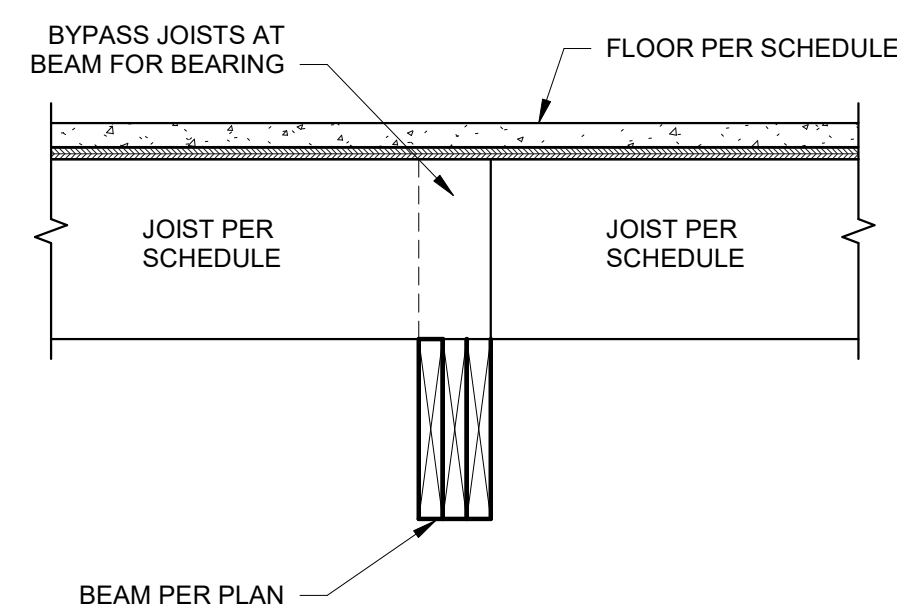 BYPASS JOISTS AT
BEAM FOR BEARING
FLOOR PER SCHEDULE
JOIST PER
SCHEDULE
JOIST PER
SCHEDULE
BEAM PER PLAN